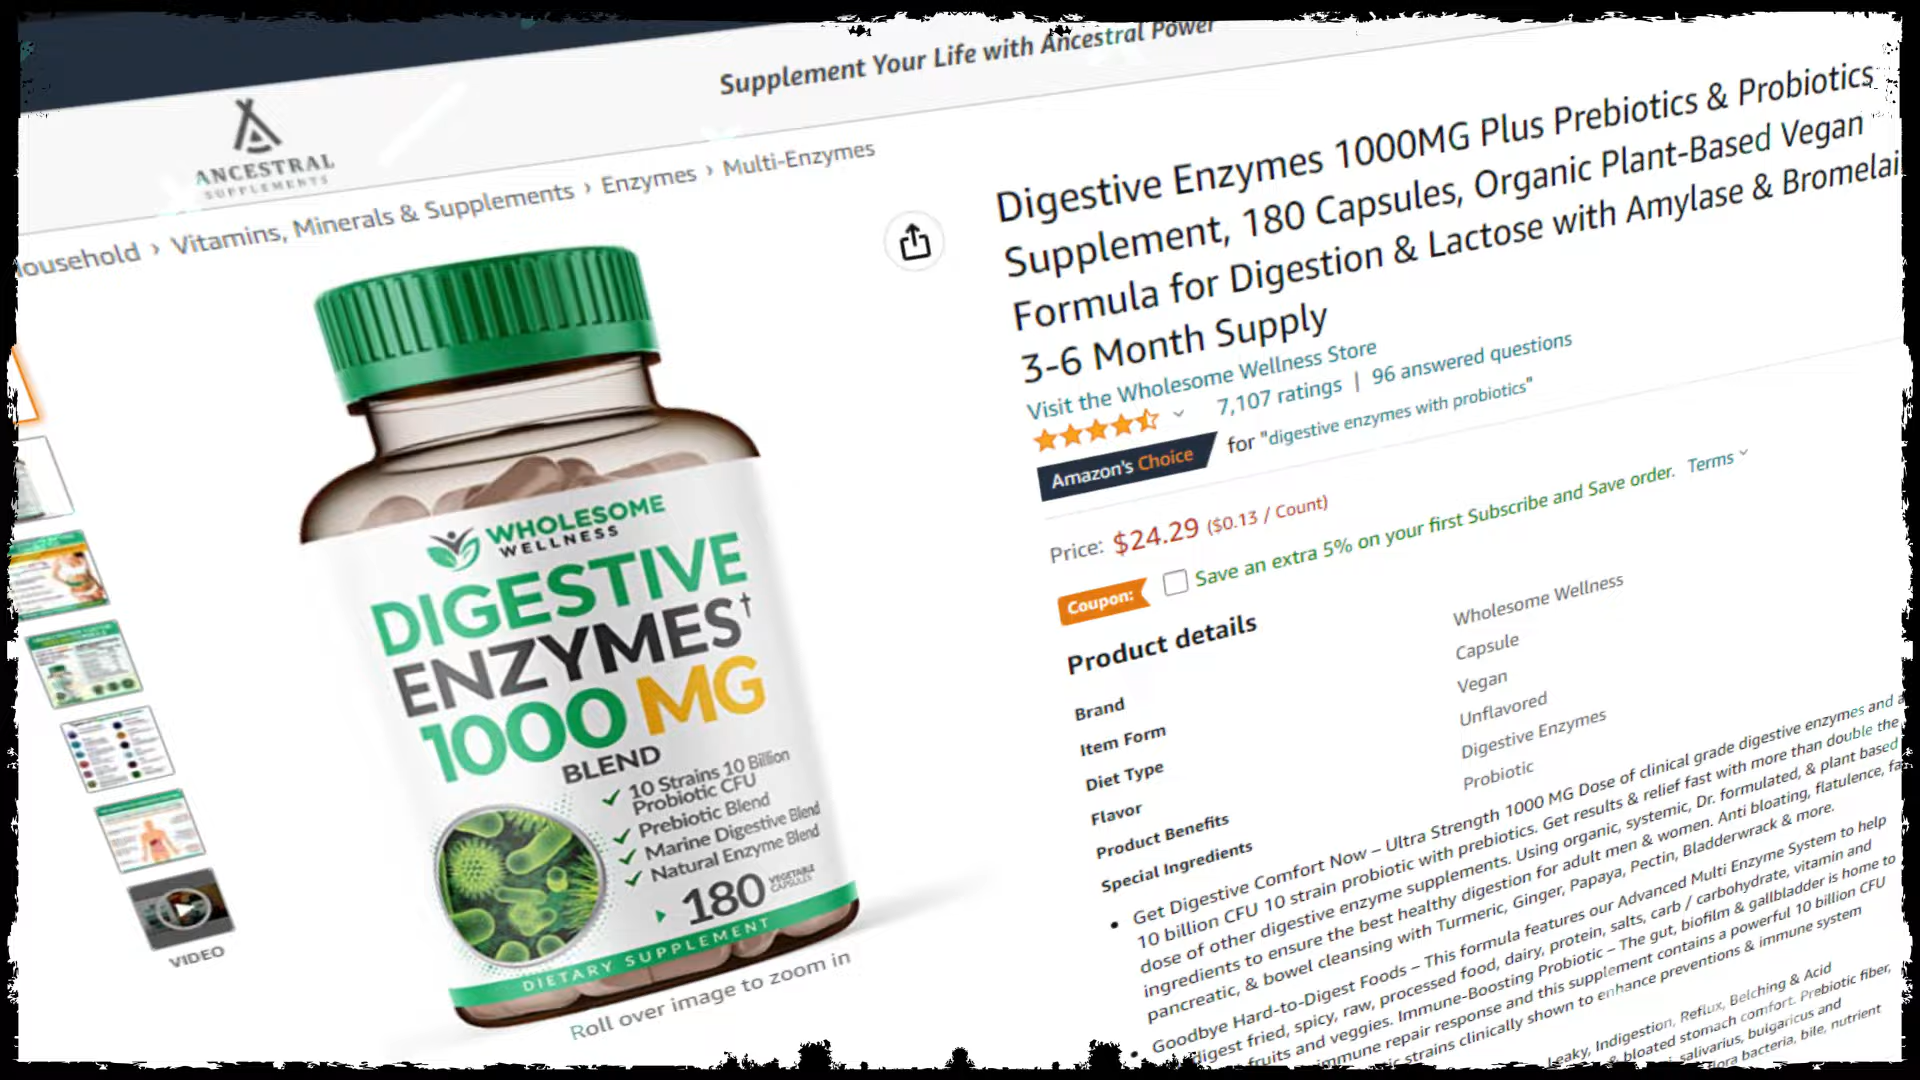 Supplement Your Life with Ancestral Power
ANCESTRAL
SUPPLEMENTS
ousehold › Vitamins, Minerals & Supplements › Enzymes › Multi-Enzymes
Digestive Enzymes 1000MG Plus Prebiotics & Probiotics
Supplement, 180 Capsules, Organic Plant-Based Vegan
Formula for Digestion & Lactose with Amylase & Bromelai
3-6 Month Supply
Visit the Wholesome Wellness Store
7,107 ratings | 96 answered questions
Amazon's Choice for "digestive enzymes with probiotics"
Price: $24.29 ($0.13 / Count)
Coupon: Save an extra 5% on your first Subscribe and Save order. Terms
Product details
Brand Wholesome Wellness
Item Form Capsule
Diet Type Vegan
Flavor Unflavored
Product Benefits Digestive Enzymes
Special Ingredients Probiotic
Get Digestive Comfort Now – Ultra Strength 1000 MG Dose of clinical grade digestive enzymes and a
10 billion CFU 10 strain probiotic with prebiotics. Get results & relief fast with more than double the
dose of other digestive enzyme supplements. Using organic, systemic, Dr. formulated, & plant based
ingredients to ensure the best healthy digestion for adult men & women. Anti bloating, flatulence, fa
pancreatic, & bowel cleansing with Turmeric, Ginger, Papaya, Pectin, Bladderwrack & more.
Goodbye Hard-to-Digest Foods – This formula features our Advanced Multi Enzyme System to help
digest fried, spicy, raw, processed food, dairy, protein, salts, carb / carbohydrate, vitamin and
fruits and veggies. Immune-Boosting Probiotic – The gut, biofilm & gallbladder is home to
immune repair response and this supplement contains a powerful 10 billion CFU
strains clinically shown to enhance preventions & immune system
Leaky, Indigestion, Reflux, Belching & Acid
& bloated stomach comfort. Prebiotic fiber,
salivarius, bulgaricus and
flora bacteria, bile, nutrient
WHOLESOME
WELLNESS
DIGESTIVE
ENZYMES†
1000 MG
BLEND
10 Strains 10 Billion
Probiotic CFU
Prebiotic Blend
Marine Digestive Blend
Natural Enzyme Blend
180 VEGETABLE
CAPSULES
DIETARY SUPPLEMENT
Roll over image to zoom in
VIDEO